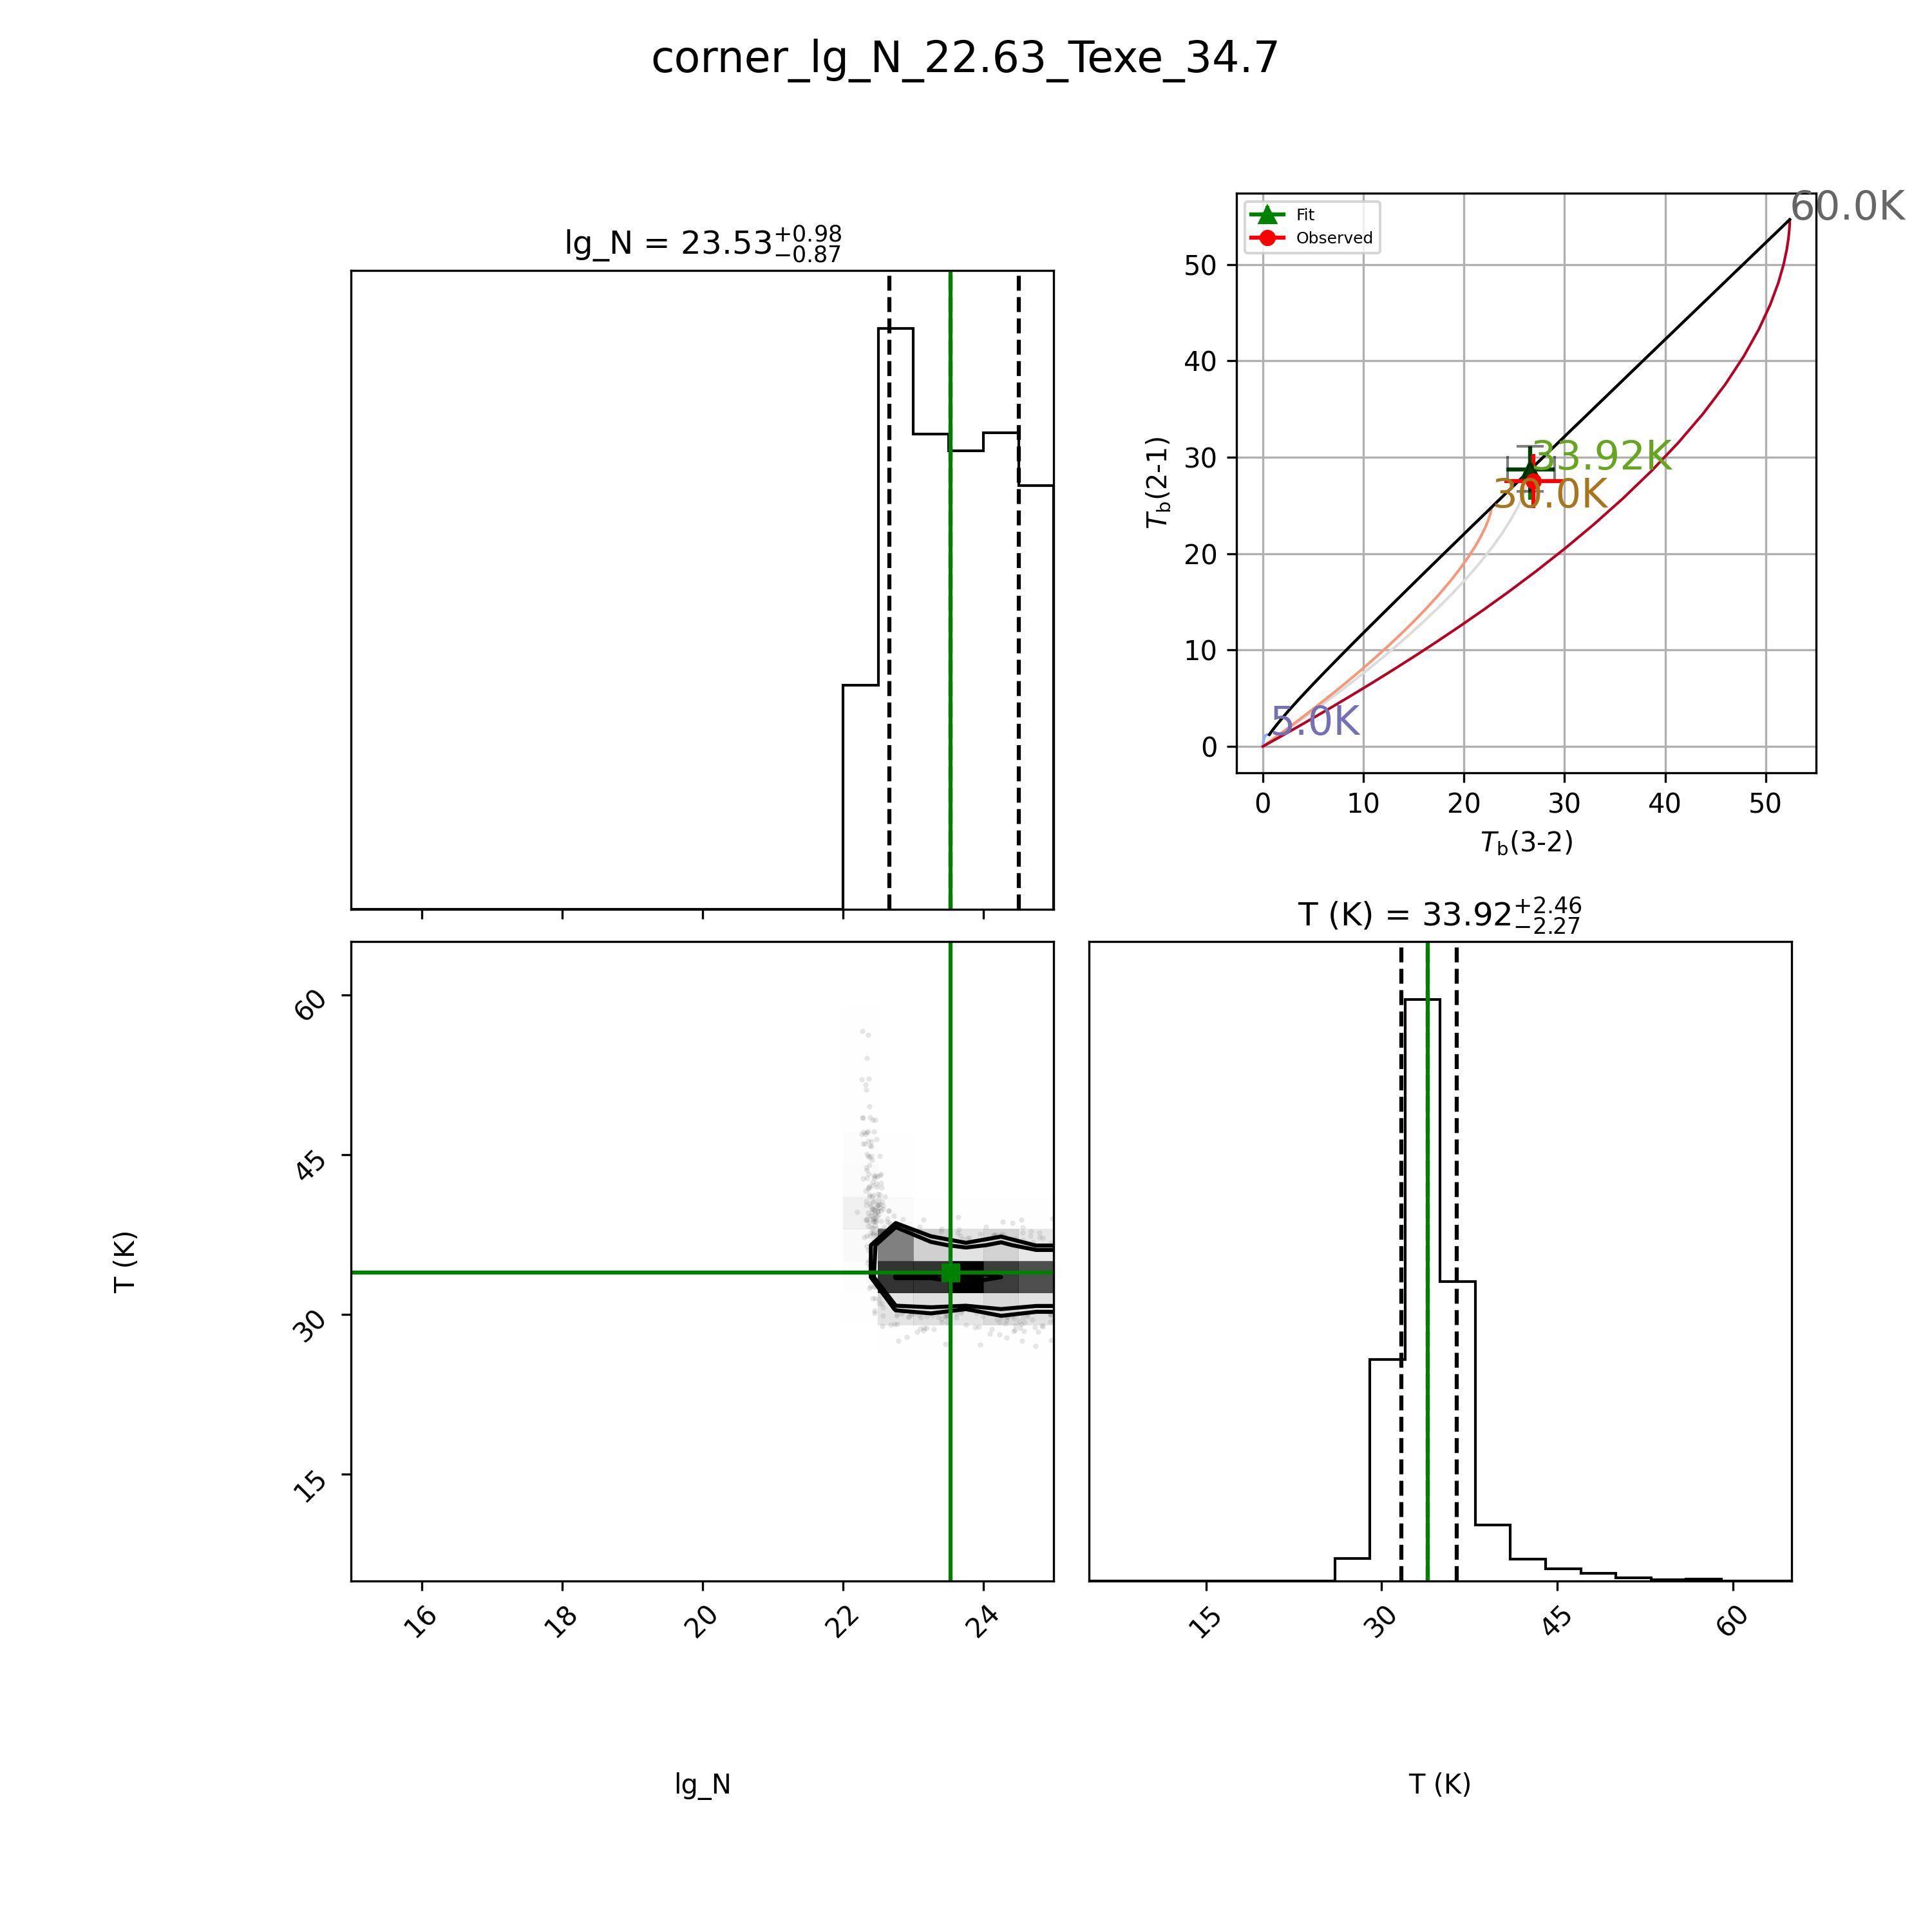 corner_lg_N_22.63_Texe_34.7
lg_N = 23.53+0.98−0.87
60.0K
Fit
Observed
50
40
30
20
10
0
33.92K
30.0K
5.0K
Tb(2-1)
0 10 20 30 40 50
Tb(3-2)
T (K) = 33.92+2.46−2.27
60
45
30
15
T (K)
16 18 20 22 24
15 30 45 60
lg_N
T (K)